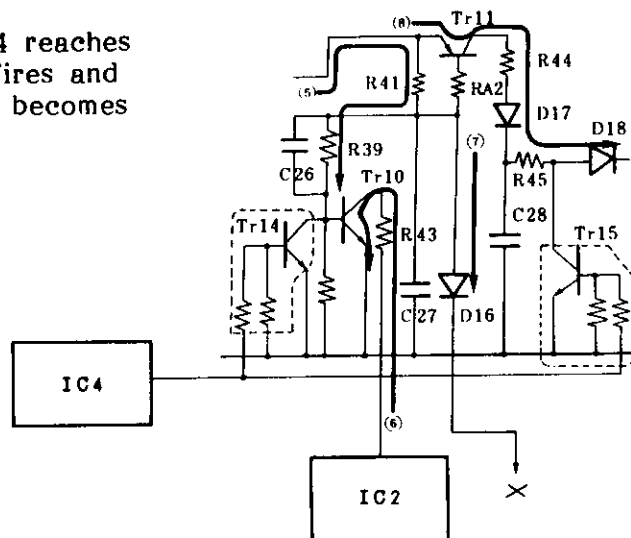 4 reaches
fires and
becomes
(8)
Tr11
R44
(5)
R41
RA2
D17
D18
(7)
R39
C26
Tr10
R45
Tr14
R43
C28
Tr15
C27
D16
IC4
(6)
X
IC2